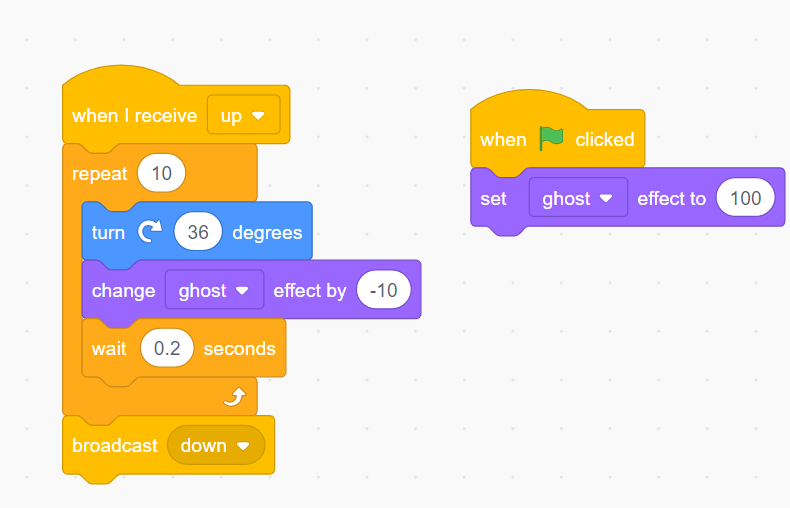 when I receive up
repeat 10
turn 36 degrees
change ghost effect by -10
wait 0.2 seconds
broadcast down
when clicked
set ghost effect to 100